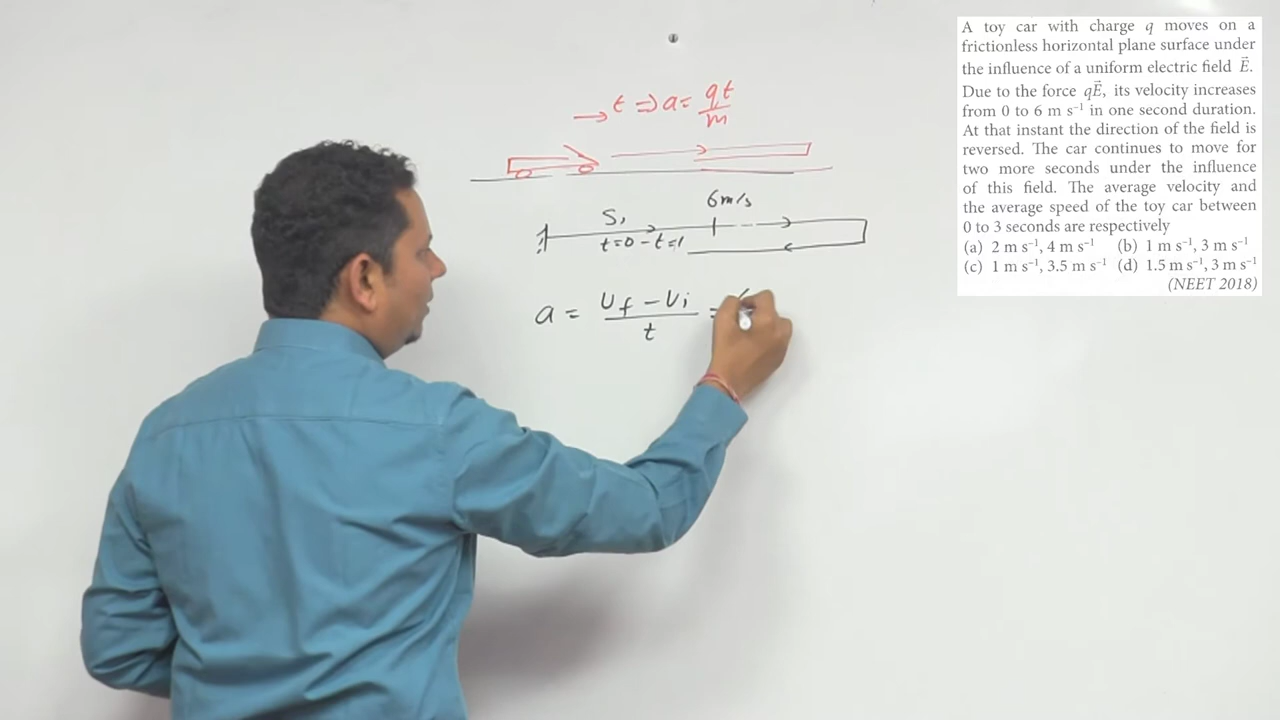 → t ⇒ a = qt/m
6m/s
S₁
t=0 - t=1
a = (Uf - Ui)/t =
A toy car with charge q moves on a
frictionless horizontal plane surface under
the influence of a uniform electric field E⃗.
Due to the force qE⃗, its velocity increases
from 0 to 6 m s⁻¹ in one second duration.
At that instant the direction of the field is
reversed. The car continues to move for
two more seconds under the influence
of this field. The average velocity and
the average speed of the toy car between
0 to 3 seconds are respectively
(a) 2 m s⁻¹, 4 m s⁻¹ (b) 1 m s⁻¹, 3 m s⁻¹
(c) 1 m s⁻¹, 3.5 m s⁻¹ (d) 1.5 m s⁻¹, 3 m s⁻¹
(NEET 2018)